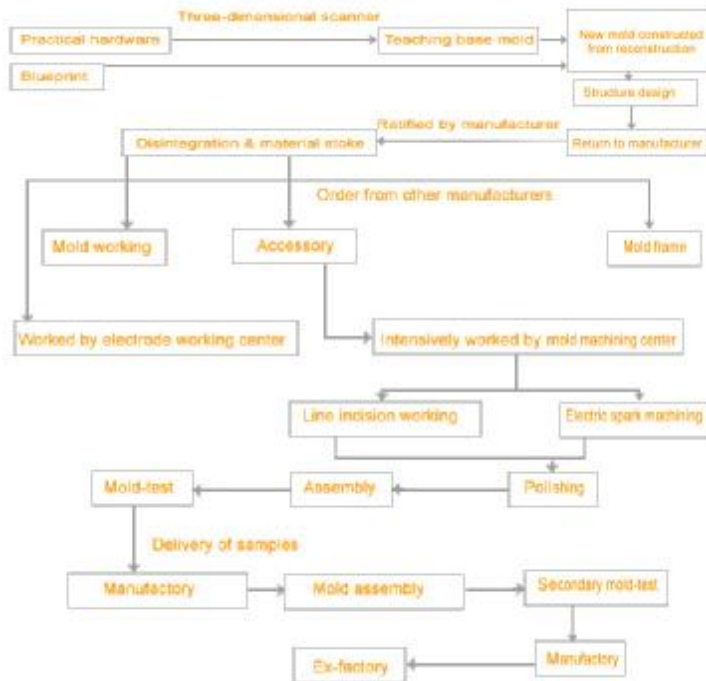 Three-dimensional scanner
Practical hardware
Teaching base mold
New mold constructed
from reconstruction
Blueprint
Structure design
Ratified by manufacturer
Disintegration & material stoke
Return to manufacturer
Order from other manufacturers
Mold working
Accessory
Mold frame
Worked by electrode working center
Intensively worked by mold machining center
Line incision working
Electric spark machining
Mold-test
Assembly
Polishing
Delivery of samples
Manufactory
Mold assembly
Secondary mold-test
Manufactory
Ex-factory